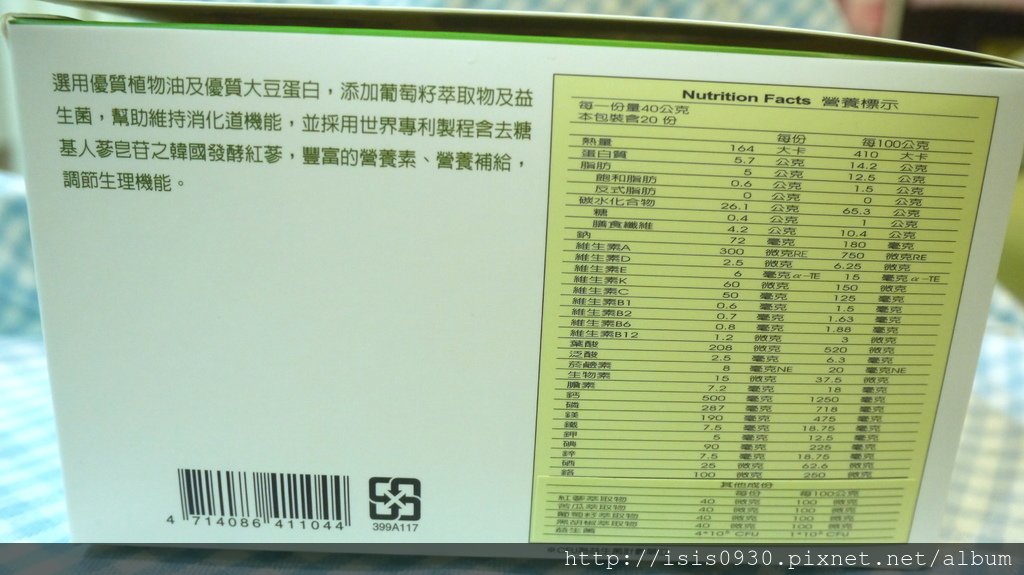 選用優質植物油及優質大豆蛋白，添加葡萄籽萃取物及益
生菌，幫助維持消化道機能，並採用世界專利製程含去糖
基人蔘皂苷之韓國發酵紅蔘，豐富的營養素、營養補給，
調節生理機能。
4 714086 411044
399A117
Nutrition Facts 營養標示
每一份量40公克
本包裝含20 份
每份 每100公克
熱量 164 大卡 410 大卡
蛋白質 5.7 公克 14.2 公克
脂肪 5 公克 12.5 公克
飽和脂肪 0.6 公克 1.5 公克
反式脂肪 0 公克 0 公克
碳水化合物 26.1 公克 65.3 公克
糖 0.4 公克 1 公克
膳食纖維 4.2 公克 10.4 公克
鈉 72 毫克 180 毫克
維生素A 300 微克RE 750 微克RE
維生素D 2.5 微克 6.25 微克
維生素E 6 毫克α-TE 15 毫克α-TE
維生素K 60 微克 150 微克
維生素C 50 毫克 125 毫克
維生素B1 0.6 毫克 1.5 毫克
維生素B2 0.7 毫克 1.63 毫克
維生素B6 0.8 毫克 1.88 毫克
維生素B12 1.2 微克 3 微克
葉酸 208 微克 520 微克
泛酸 2.5 毫克 6.3 毫克
菸鹼素 8 毫克NE 20 毫克NE
生物素 15 微克 37.5 微克
膽素 7.2 毫克 18 毫克
鈣 500 毫克 1250 毫克
磷 287 毫克 718 毫克
鎂 190 毫克 475 毫克
鐵 7.5 毫克 18.75 毫克
鉀 5 毫克 12.5 毫克
碘 90 微克 225 微克
鋅 7.5 毫克 18.75 毫克
硒 25 微克 62.6 微克
鉻 100 微克 250 微克
其他成份
每份 每100公克
紅蔘萃取物 40 微克 100 微克
苦瓜萃取物 40 微克 100 微克
葡萄籽萃取物 40 微克 100 微克
黑胡椒萃取物 40 微克 100 微克
益生菌 CFU CFU
http://isis0930.pixnet.net/album